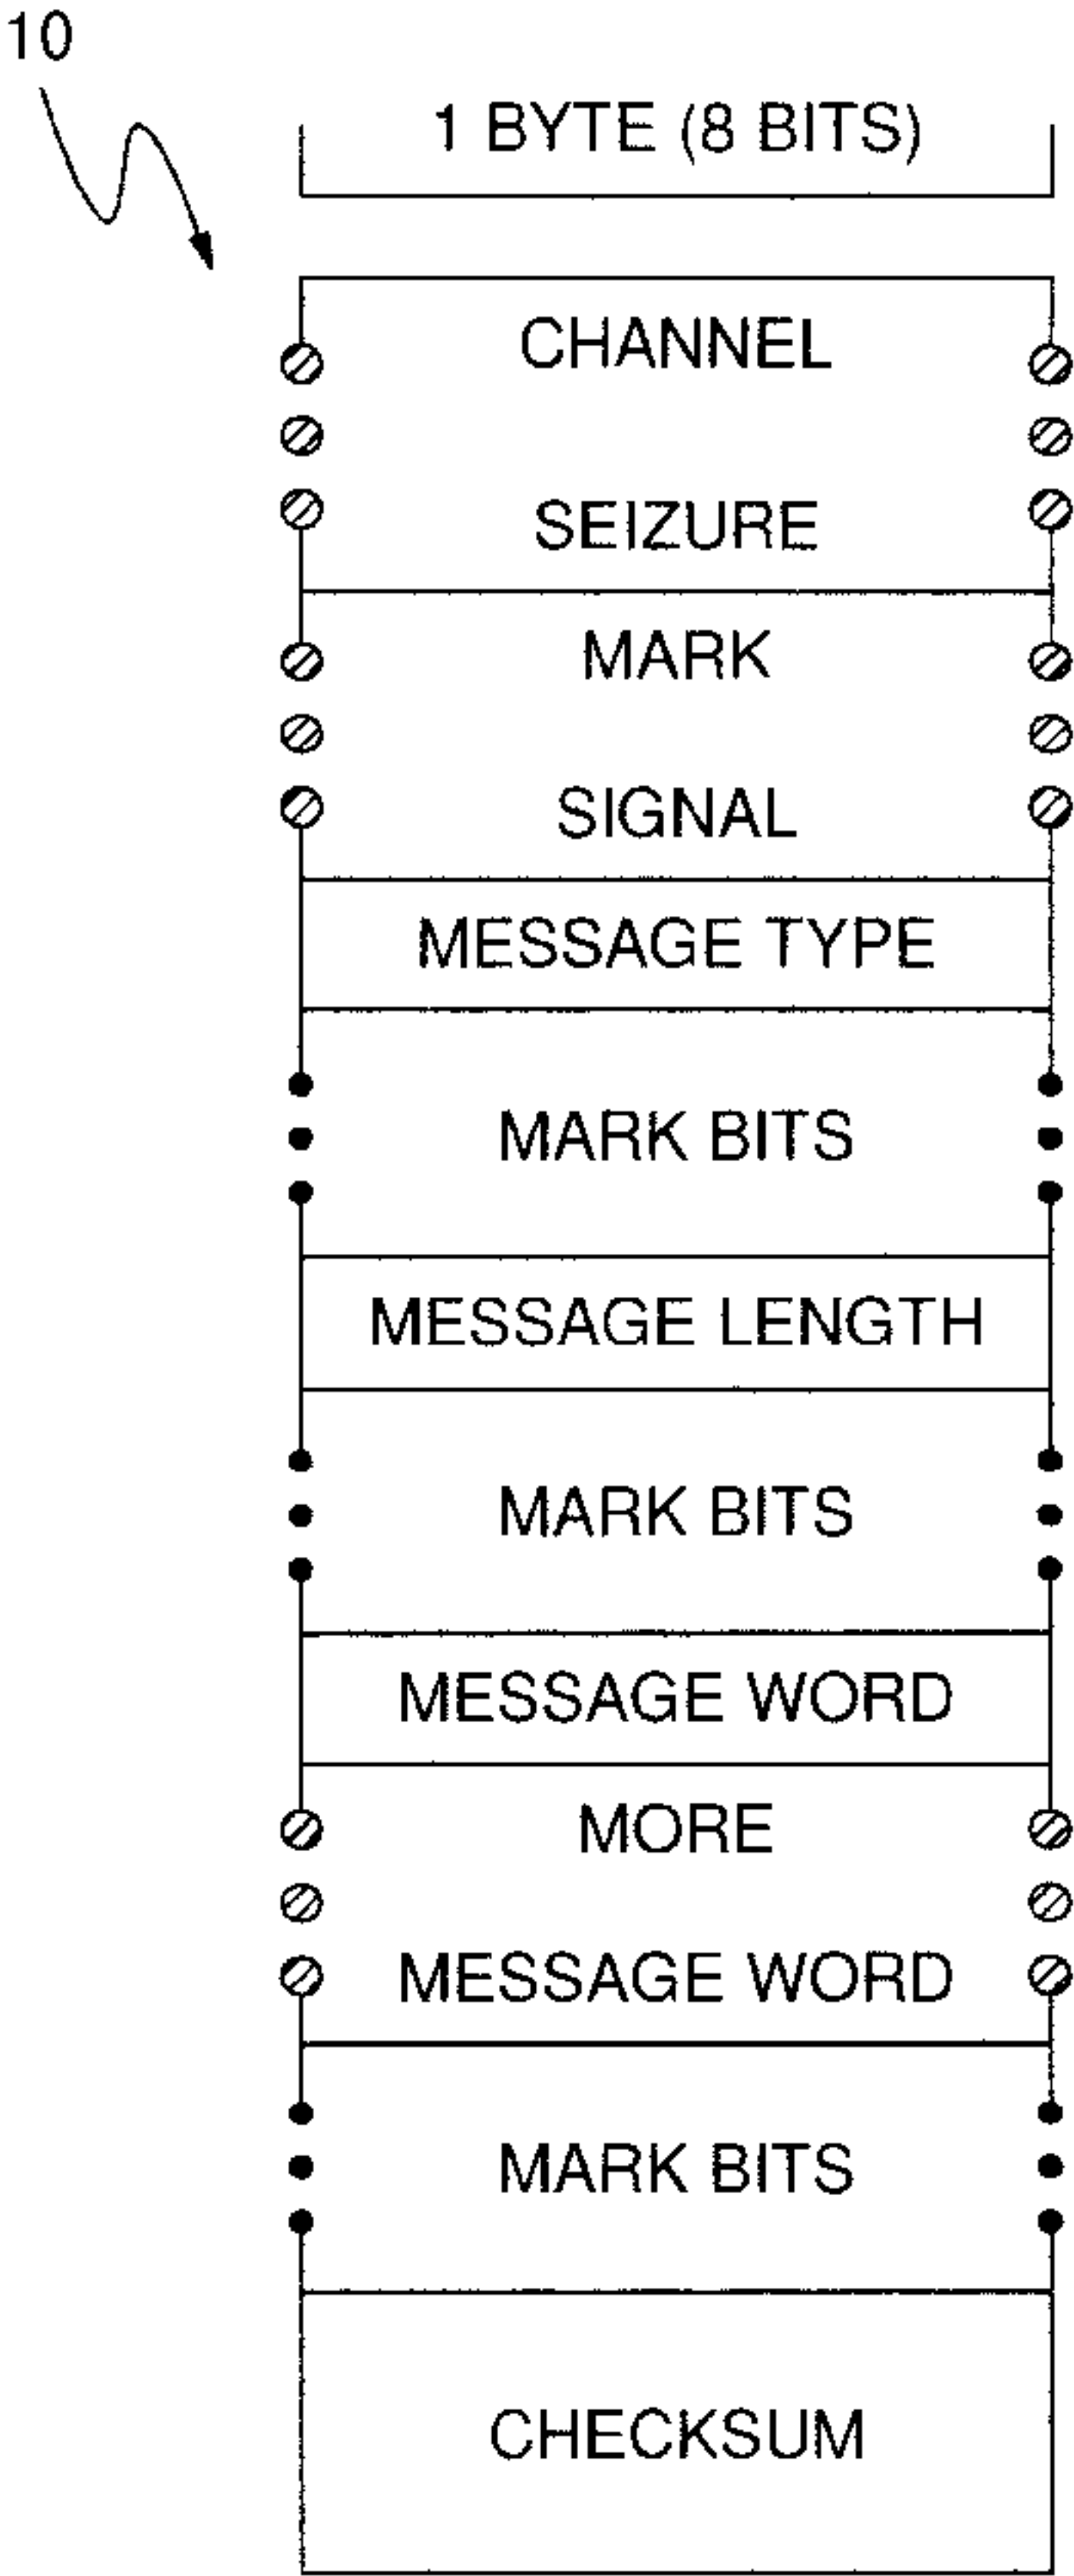 10
1 BYTE (8 BITS)
CHANNEL
SEIZURE
MARK
SIGNAL
MESSAGE TYPE
MARK BITS
MESSAGE LENGTH
MARK BITS
MESSAGE WORD
MORE
MESSAGE WORD
MARK BITS
CHECKSUM